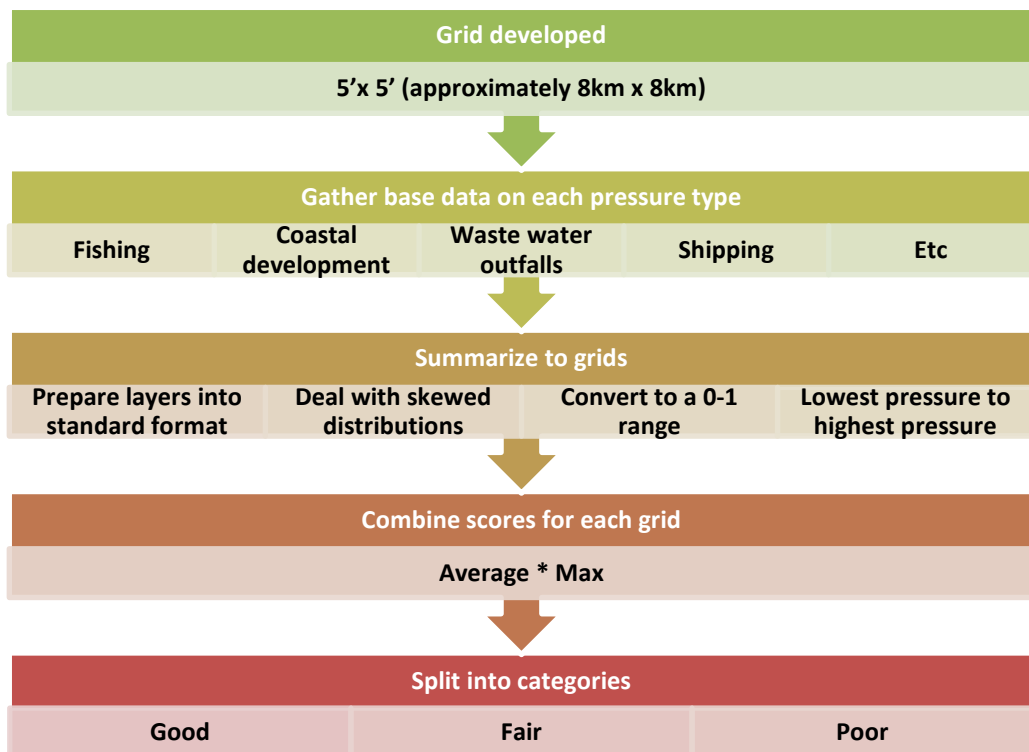 Grid developed
5’x 5’ (approximately 8km x 8km)
Gather base data on each pressure type
Fishing
Coastal
development
Waste water
outfalls
Shipping
Etc
Summarize to grids
Prepare layers into
standard format
Deal with skewed
distributions
Convert to a 0-1
range
Lowest pressure to
highest pressure
Combine scores for each grid
Average * Max
Split into categories
Good
Fair
Poor